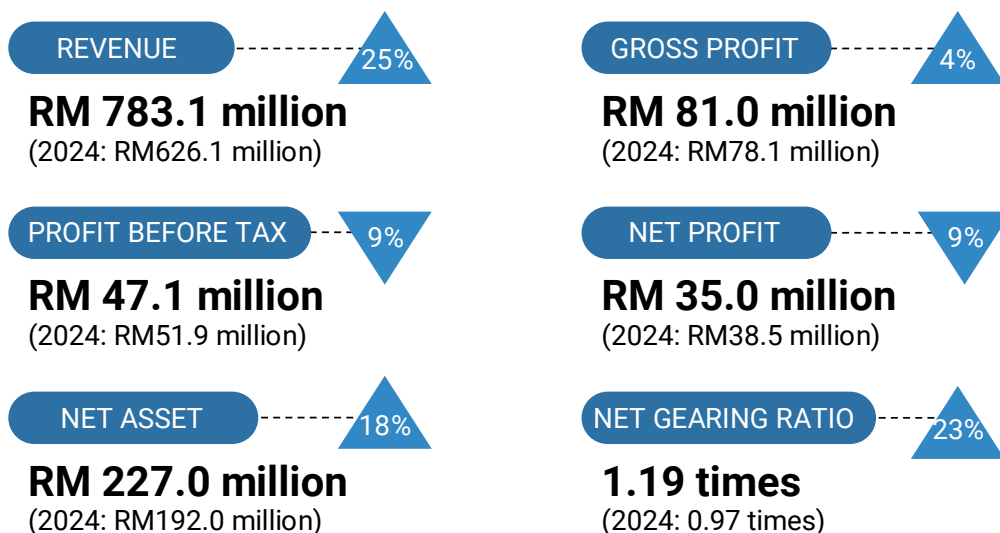 REVENUE
25%
RM 783.1 million
(2024: RM626.1 million)
GROSS PROFIT
4%
RM 81.0 million
(2024: RM78.1 million)
PROFIT BEFORE TAX
9%
RM 47.1 million
(2024: RM51.9 million)
NET PROFIT
9%
RM 35.0 million
(2024: RM38.5 million)
NET ASSET
18%
RM 227.0 million
(2024: RM192.0 million)
NET GEARING RATIO
23%
1.19 times
(2024: 0.97 times)